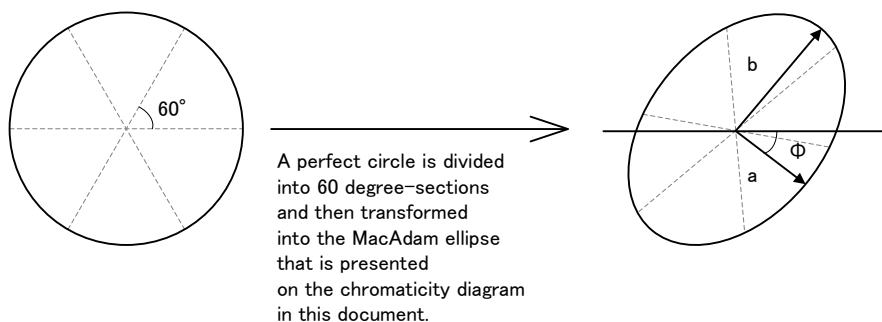 60°
A perfect circle is divided
into 60 degree-sections
and then transformed
into the MacAdam ellipse
that is presented
on the chromaticity diagram
in this document.
b
Φ
a